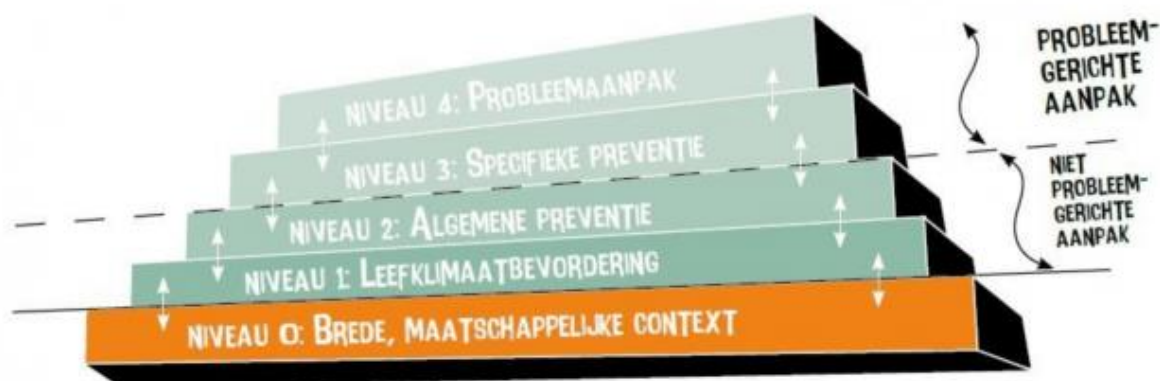 NIVEAU 4: PROBLEEMAANPAK
NIVEAU 3: SPECIFIEKE PREVENTIE
NIVEAU 2: ALGEMENE PREVENTIE
NIVEAU 1: LEEFKLIMAATBEVORDERING
NIVEAU 0: BREDE, MAATSCHAPPELIJKE CONTEXT
PROBLEEM-
GERICHTE
AANPAK
NIET
PROBLEEM-
GERICHTE
AANPAK